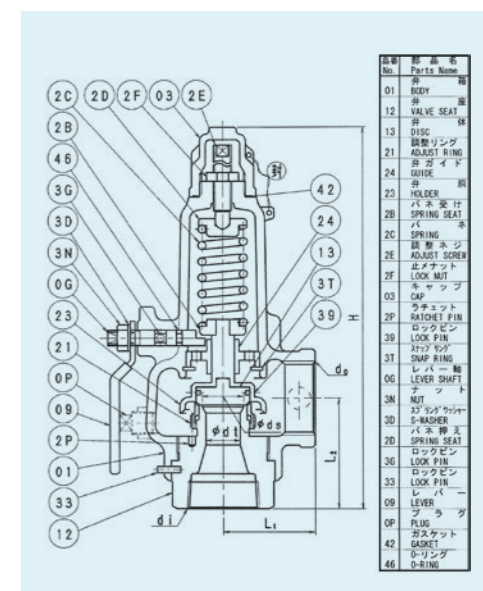 2C 2D 2F 03 2E
2B
46
3G
3D
3N
0G
23
21
0P
09
2P
01
33
12
封
42
24
13
3T
39
H
d₀
ϕds
ϕdt
L₂
L₁
di
品番 部品名
No. Parts Name
弁箱
01 BODY
弁座
12 VALVE SEAT
弁体
13 DISC
調整リング
21 ADJUST RING
弁ガイド
24 GUIDE
弁胴
23 HOLDER
バネ受け
2B SPRING SEAT
バネ
2C SPRING
調整ネジ
2E ADJUST SCREW
止メナット
2F LOCK NUT
キャップ
03 CAP
ラチェット
2P RATCHET PIN
ロックピン
39 LOCK PIN
スナップリング
3T SNAP RING
レバー軸
0G LEVER SHAFT
ナット
3N NUT
スプリングワッシャー
3D S-WASHER
バネ押え
2D SPRING SEAT
ロックピン
3G LOCK PIN
ロックピン
33 LOCK PIN
レバー
09 LEVER
プラグ
0P PLUG
ガスケット
42 GASKET
O-リング
46 O-RING